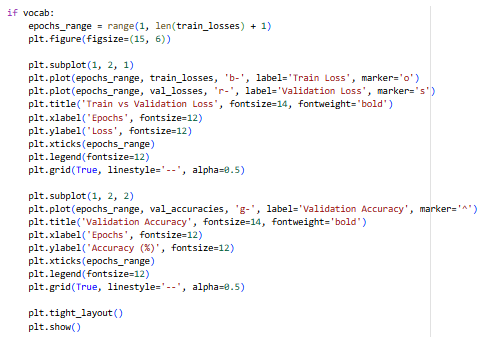 if vocab:
    epochs_range = range(1, len(train_losses) + 1)
    plt.figure(figsize=(15, 6))

    plt.subplot(1, 2, 1)
    plt.plot(epochs_range, train_losses, 'b-', label='Train Loss', marker='o')
    plt.plot(epochs_range, val_losses, 'r-', label='Validation Loss', marker='s')
    plt.title('Train vs Validation Loss', fontsize=14, fontweight='bold')
    plt.xlabel('Epochs', fontsize=12)
    plt.ylabel('Loss', fontsize=12)
    plt.xticks(epochs_range)
    plt.legend(fontsize=12)
    plt.grid(True, linestyle='--', alpha=0.5)

    plt.subplot(1, 2, 2)
    plt.plot(epochs_range, val_accuracies, 'g-', label='Validation Accuracy', marker='^')
    plt.title('Validation Accuracy', fontsize=14, fontweight='bold')
    plt.xlabel('Epochs', fontsize=12)
    plt.ylabel('Accuracy (%)', fontsize=12)
    plt.xticks(epochs_range)
    plt.legend(fontsize=12)
    plt.grid(True, linestyle='--', alpha=0.5)

    plt.tight_layout()
    plt.show()